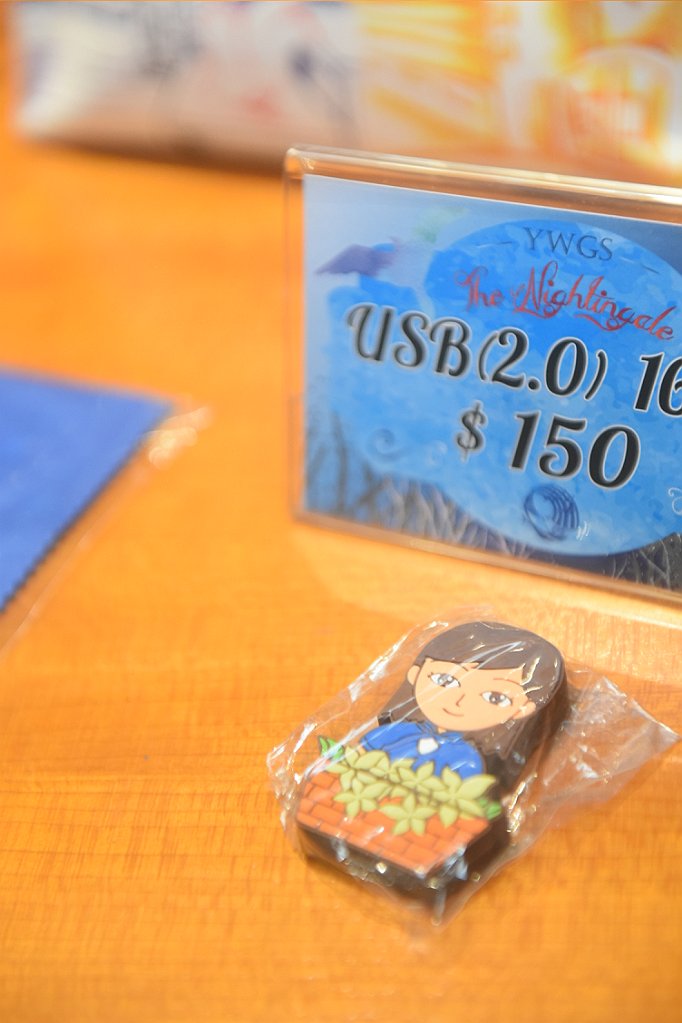 YWGS
The Nightingale
USB(2.0) 16
$ 150